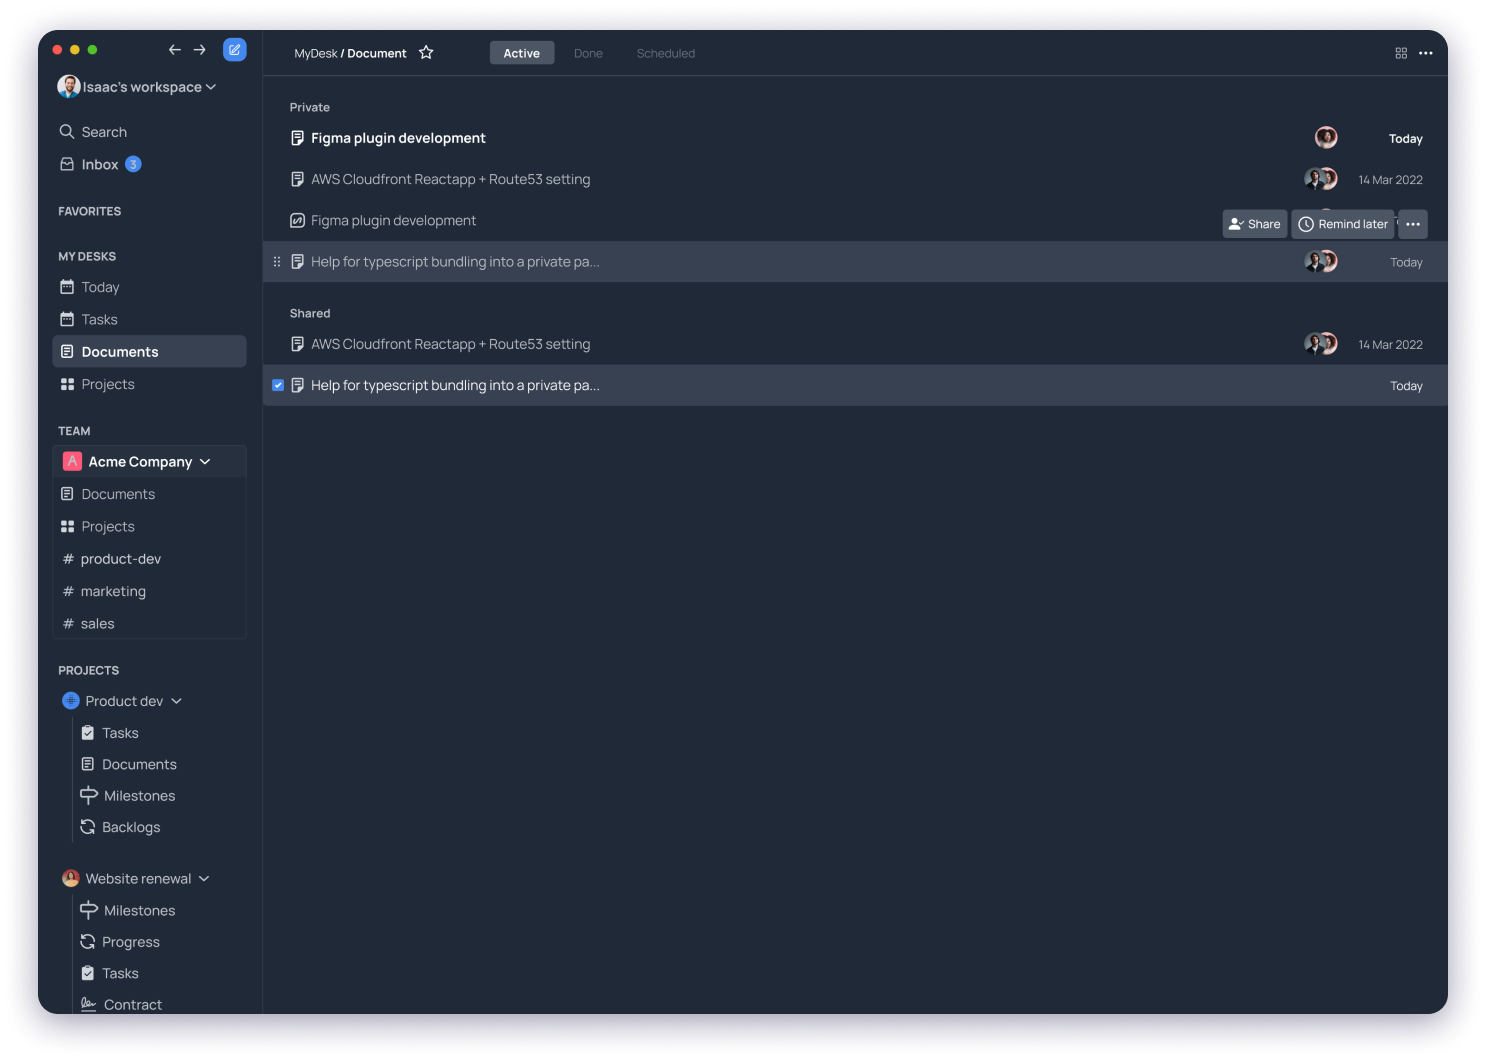 Isaac's workspace
Search
Inbox 3
FAVORITES
MY DESKS
Today
Tasks
Documents
Projects
TEAM
A Acme Company
Documents
Projects
# product-dev
# marketing
# sales
PROJECTS
Product dev
Tasks
Documents
Milestones
Backlogs
Website renewal
Milestones
Progress
Tasks
Contract
MyDesk / Document
Active
Done
Scheduled
Private
Figma plugin development Today
AWS Cloudfront Reactapp + Route53 setting 14 Mar 2022
Figma plugin development
Share
Remind later
Help for typescript bundling into a private pa... Today
Shared
AWS Cloudfront Reactapp + Route53 setting 14 Mar 2022
Help for typescript bundling into a private pa... Today